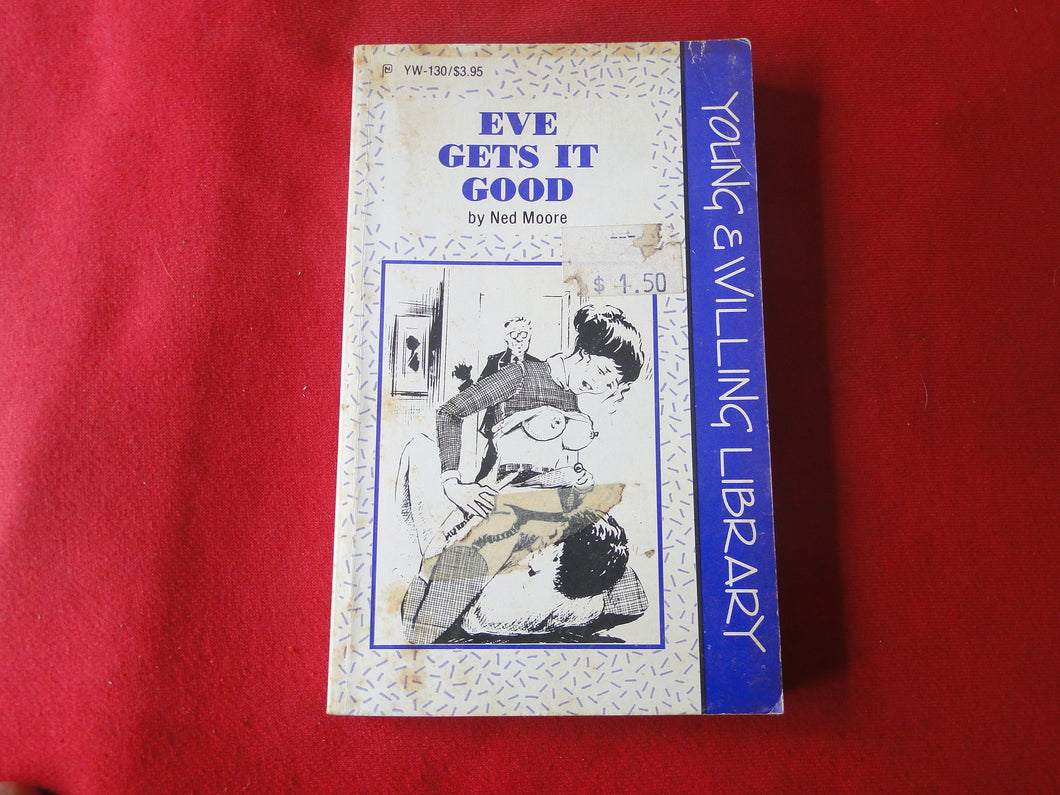 YW-130/$3.95
EVE
GETS IT
GOOD
by Ned Moore
$ 1.50
YOUNG & WILLING LIBRARY